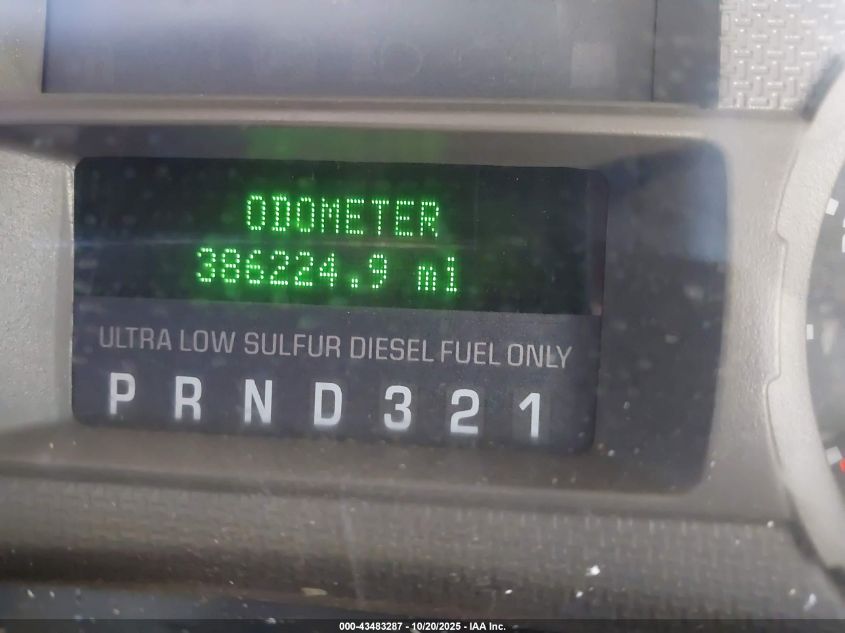 ODOMETER
386224.9 mi
ULTRA LOW SULFUR DIESEL FUEL ONLY
P R N D 3 2 1
000-43483287 - 10/20/2025 - IAA Inc.